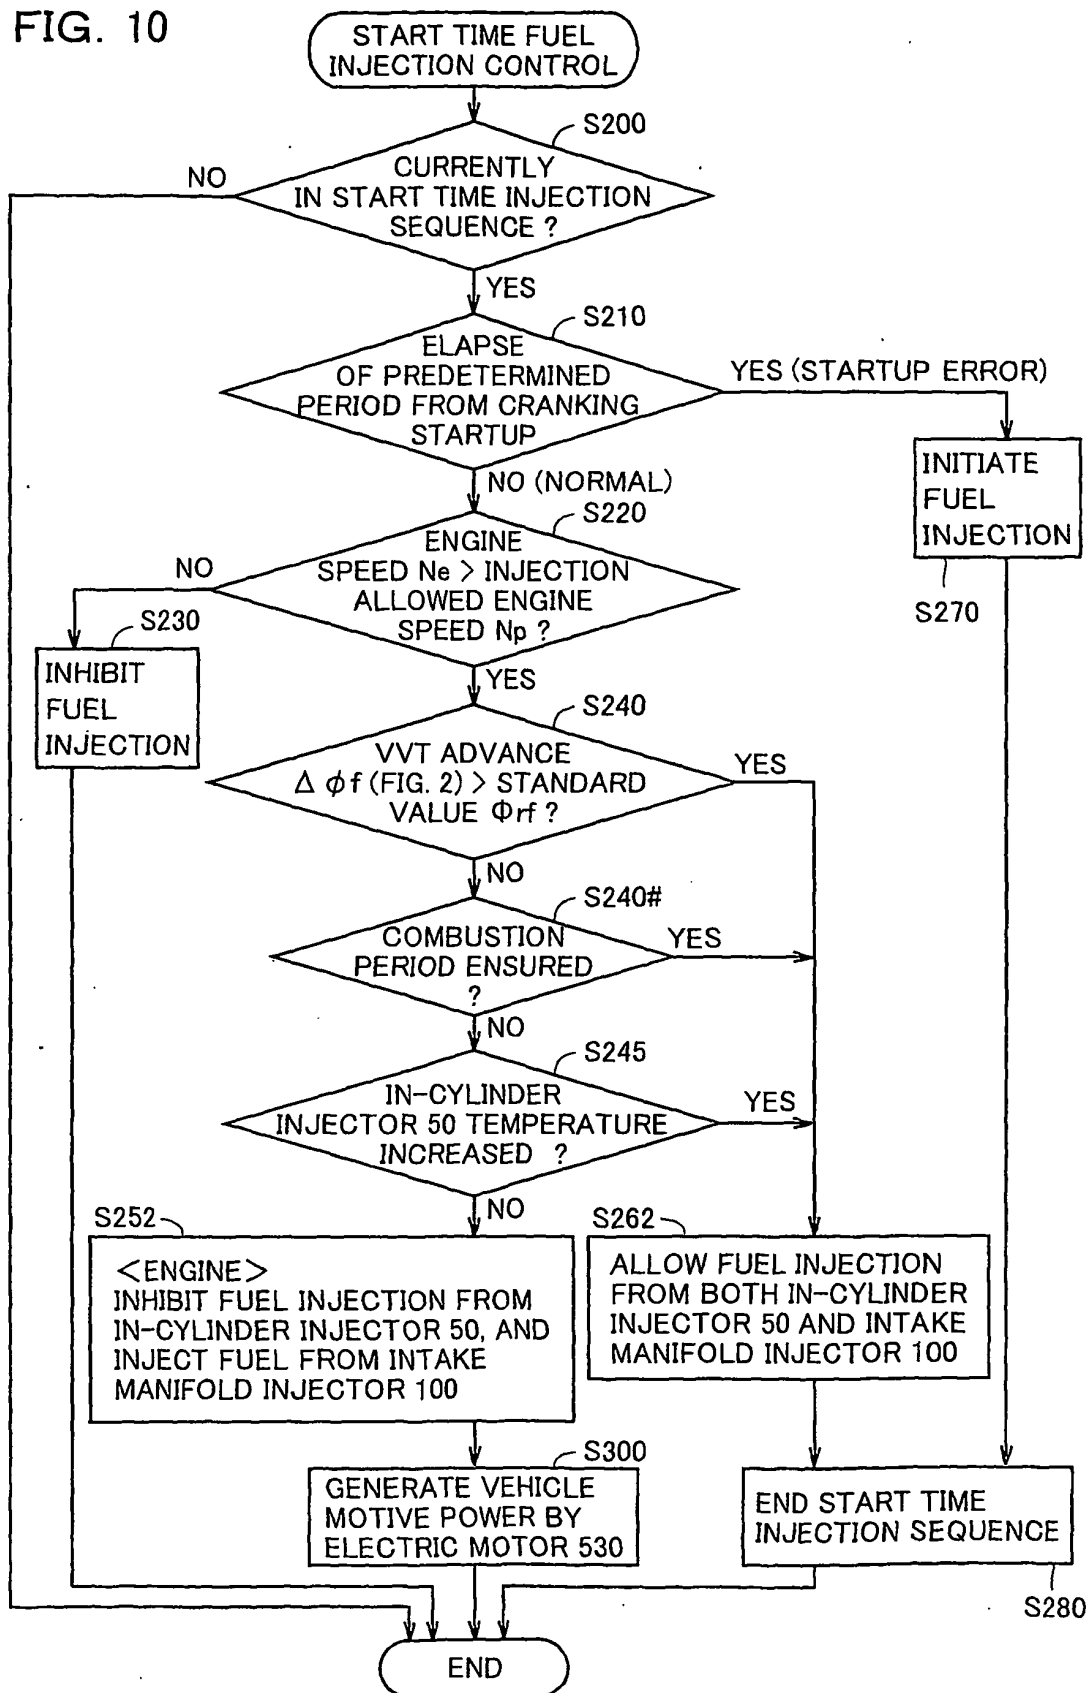 FIG. 10
START TIME FUEL
INJECTION CONTROL
S200
CURRENTLY
IN START TIME INJECTION
SEQUENCE ?
NO
YES
S210
ELAPSE
OF PREDETERMINED
PERIOD FROM CRANKING
STARTUP
YES (STARTUP ERROR)
NO (NORMAL)
INITIATE
FUEL
INJECTION
S270
S220
ENGINE
SPEED Ne > INJECTION
ALLOWED ENGINE
SPEED Np ?
NO
S230
INHIBIT
FUEL
INJECTION
YES
S240
VVT ADVANCE
Δ φf (FIG. 2) > STANDARD
VALUE Φrf ?
YES
NO
S240#
COMBUSTION
PERIOD ENSURED
?
YES
NO
S245
IN-CYLINDER
INJECTOR 50 TEMPERATURE
INCREASED ?
YES
NO
S252
<ENGINE>
INHIBIT FUEL INJECTION FROM
IN-CYLINDER INJECTOR 50, AND
INJECT FUEL FROM INTAKE
MANIFOLD INJECTOR 100
S262
ALLOW FUEL INJECTION
FROM BOTH IN-CYLINDER
INJECTOR 50 AND INTAKE
MANIFOLD INJECTOR 100
S300
GENERATE VEHICLE
MOTIVE POWER BY
ELECTRIC MOTOR 530
END START TIME
INJECTION SEQUENCE
S280
END